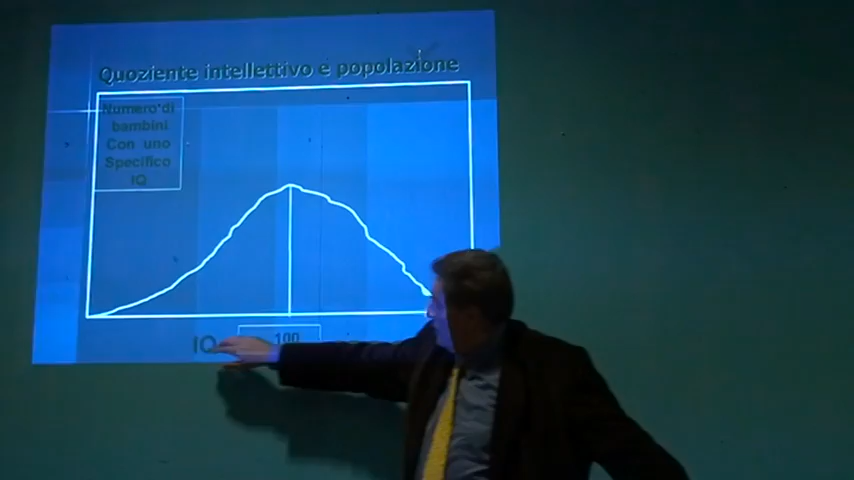 Quoziente intellettivo e popolazione
Numero di
bambini
Con uno
Specifico
IQ
IQ
100